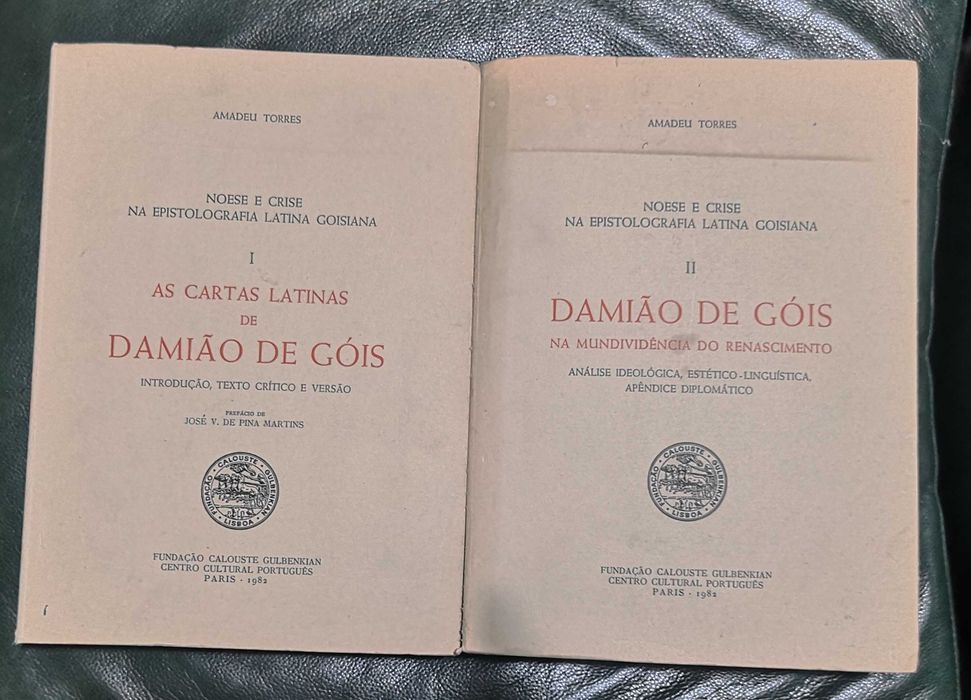 AMADEU TORRES
NOESE E CRISE
NA EPISTOLOGRAFIA LATINA GOISIANA
I
AS CARTAS LATINAS
DE
DAMIÃO DE GÓIS
INTRODUÇÃO, TEXTO CRÍTICO E VERSÃO
PREFÁCIO DE
JOSÉ V. DE PINA MARTINS
FUNDAÇÃO CALOUSTE GULBENKIAN
LISBOA
FUNDAÇÃO CALOUSTE GULBENKIAN
CENTRO CULTURAL PORTUGUÊS
PARIS - 1982
AMADEU TORRES
NOESE E CRISE
NA EPISTOLOGRAFIA LATINA GOISIANA
II
DAMIÃO DE GÓIS
NA MUNDIVIDÊNCIA DO RENASCIMENTO
ANÁLISE IDEOLÓGICA, ESTÉTICO-LINGUÍSTICA,
APÊNDICE DIPLOMÁTICO
FUNDAÇÃO CALOUSTE GULBENKIAN
LISBOA
FUNDAÇÃO CALOUSTE GULBENKIAN
CENTRO CULTURAL PORTUGUÊS
PARIS - 1982